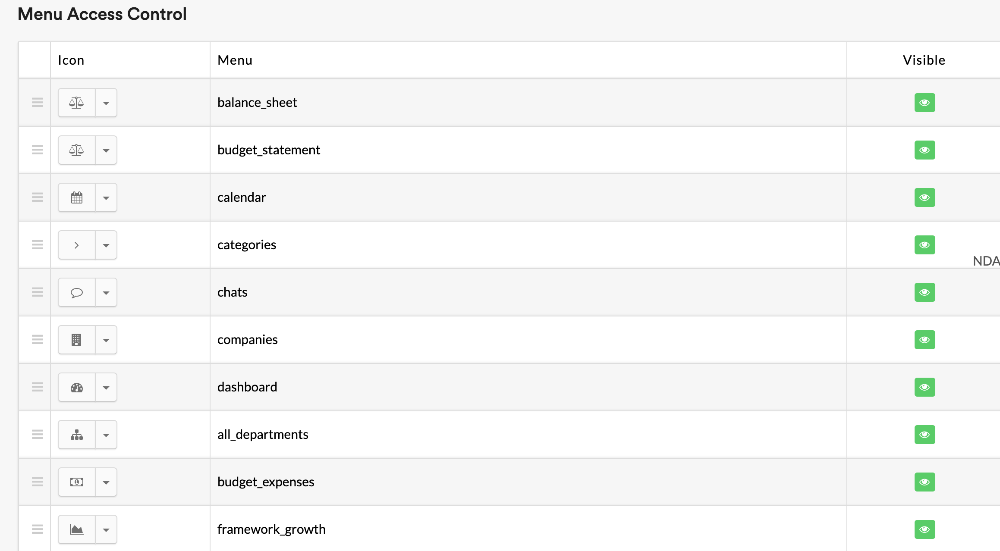 Menu Access Control
Icon Menu Visible
balance_sheet
budget_statement
calendar
categories
NDA
chats
companies
dashboard
all_departments
budget_expenses
framework_growth